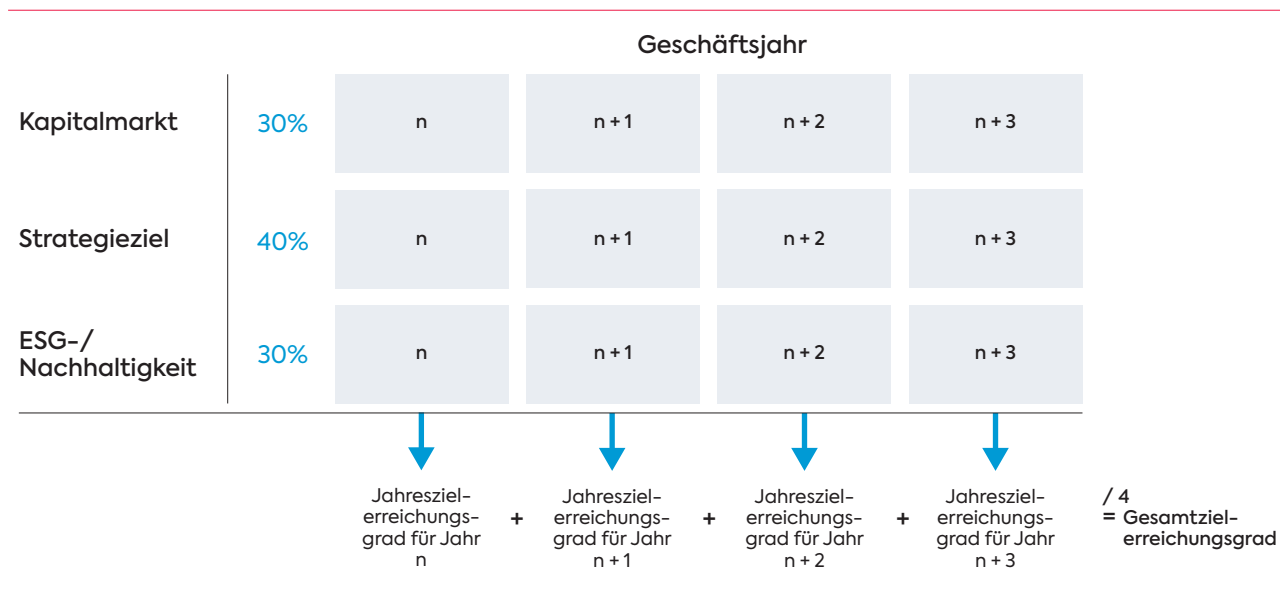 Geschäftsjahr
Kapitalmarkt 30% n n + 1 n + 2 n + 3
Strategieziel 40% n n + 1 n + 2 n + 3
ESG-/
Nachhaltigkeit 30% n n + 1 n + 2 n + 3
Jahresziel- Jahresziel- Jahresziel- Jahresziel- / 4
erreichungs- + erreichungs- + erreichungs- + erreichungs- = Gesamtziel-
grad für Jahr grad für Jahr grad für Jahr grad für Jahr erreichungsgrad
n n + 1 n + 2 n + 3